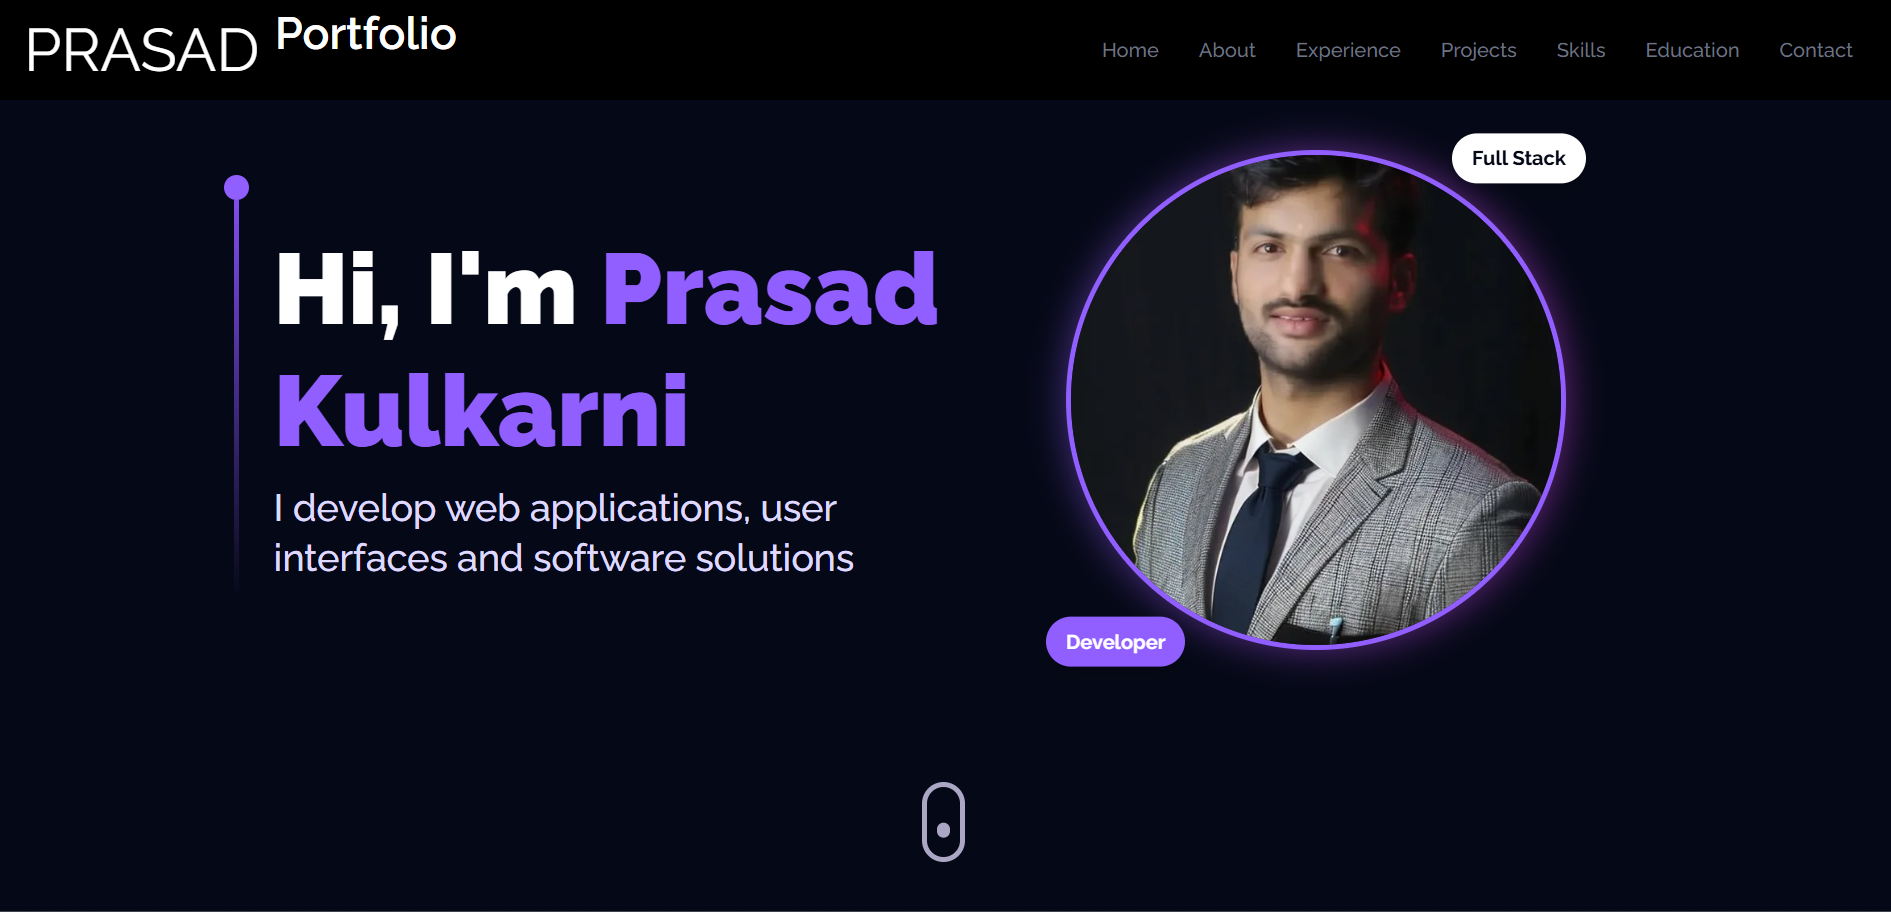 PRASAD Portfolio
Home About Experience Projects Skills Education Contact
Full Stack
Hi, I'm Prasad
Kulkarni
I develop web applications, user
interfaces and software solutions
Developer